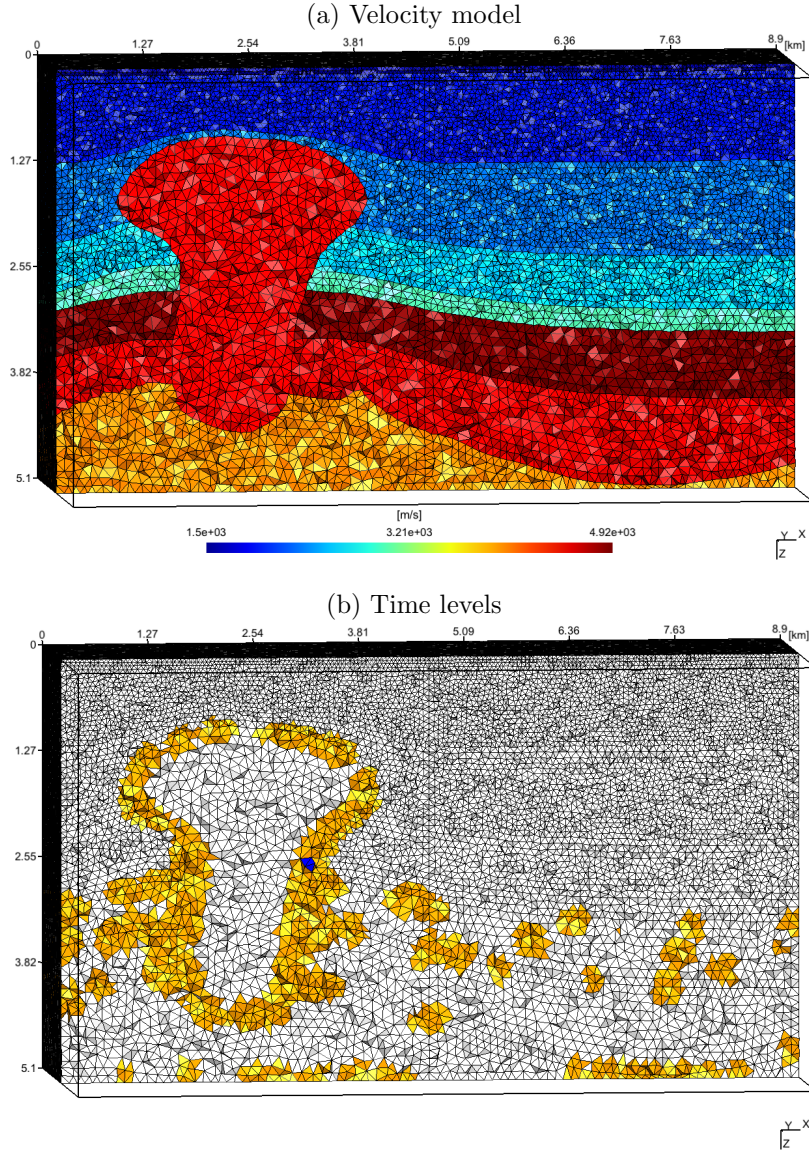 (a) Velocity model
0 1.27 2.54 3.81 5.09 6.36 7.63 8.9 [km]
0
1.27
2.55
3.82
5.1
[m/s]
1.5e+03 3.21e+03 4.92e+03
Y X
Z
(b) Time levels
0 1.27 2.54 3.81 5.09 6.36 7.63 8.9 [km]
0
1.27
2.55
3.82
5.1
Y X
Z